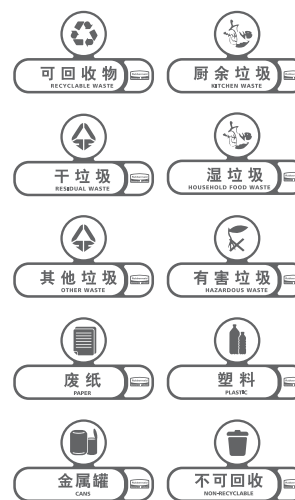 可回收物
RECYCLABLE WASTE
厨余垃圾
KITCHEN WASTE
干垃圾
RESIDUAL WASTE
湿垃圾
HOUSEHOLD FOOD WASTE
其他垃圾
OTHER WASTE
有害垃圾
HAZARDOUS WASTE
废纸
PAPER
塑料
PLASTIC
金属罐
CANS
不可回收
NON-RECYCLABLE